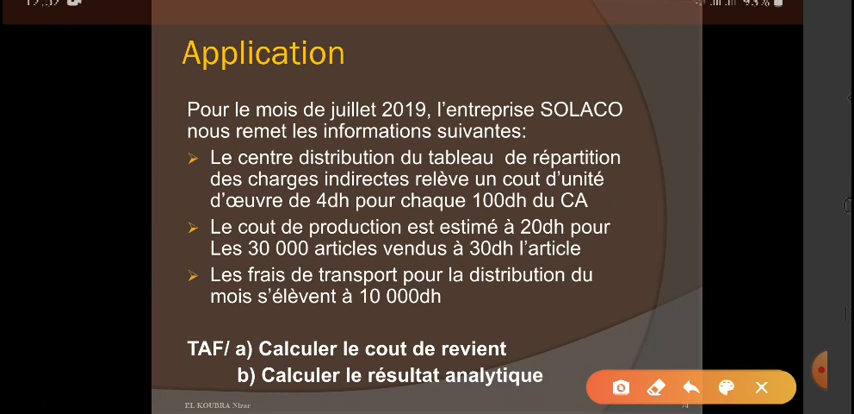 Application
Pour le mois de juillet 2019, l'entreprise SOLACO
nous remet les informations suivantes:
Le centre distribution du tableau de répartition
des charges indirectes relève un cout d'unité
d'œuvre de 4dh pour chaque 100dh du CA
Le cout de production est estimé à 20dh pour
Les 30 000 articles vendus à 30dh l'article
Les frais de transport pour la distribution du
mois s'élèvent à 10 000dh
TAF/ a) Calculer le cout de revient
b) Calculer le résultat analytique
EL KOUBRA Nizar